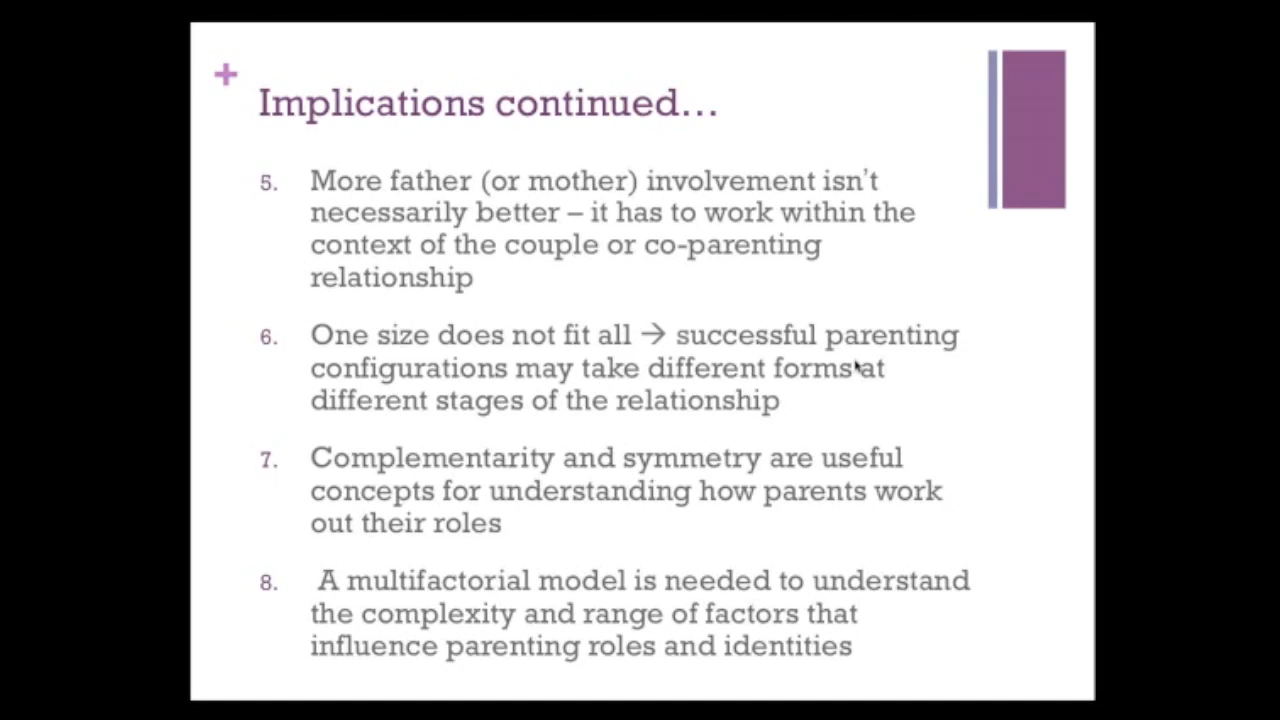 Implications continued…
5. More father (or mother) involvement isn't
necessarily better – it has to work within the
context of the couple or co-parenting
relationship
6. One size does not fit all → successful parenting
configurations may take different forms at
different stages of the relationship
7. Complementarity and symmetry are useful
concepts for understanding how parents work
out their roles
8. A multifactorial model is needed to understand
the complexity and range of factors that
influence parenting roles and identities